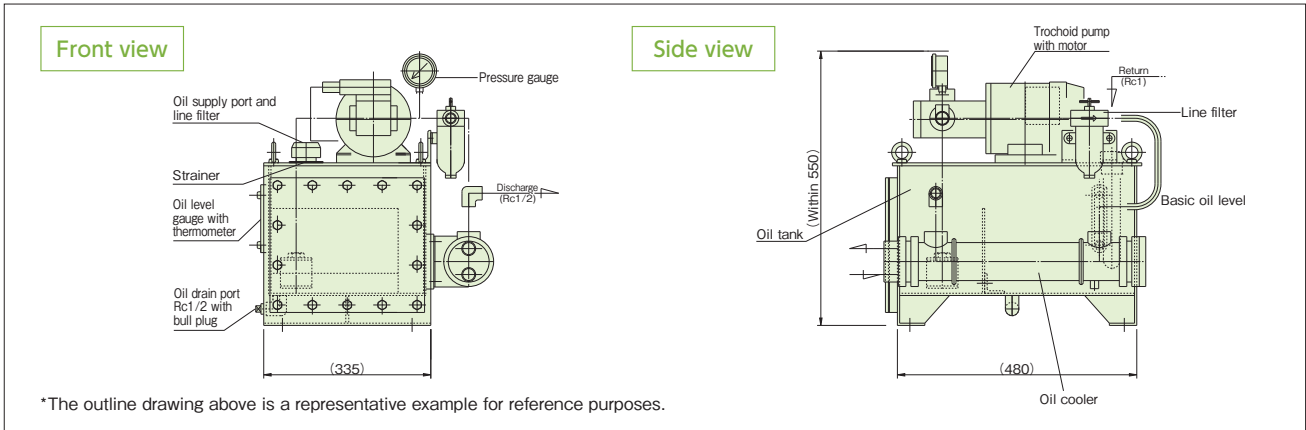 Front view
Pressure gauge
Oil supply port and
line filter
Strainer
Oil level
gauge with
thermometer
Discharge
(Rc1/2)
Oil drain port
Rc1/2 with
bull plug
(335)
Side view
Trochoid pump
with motor
Return
(Rc1)
Line filter
(Within 550)
Basic oil level
Oil tank
(480)
Oil cooler
*The outline drawing above is a representative example for reference purposes.